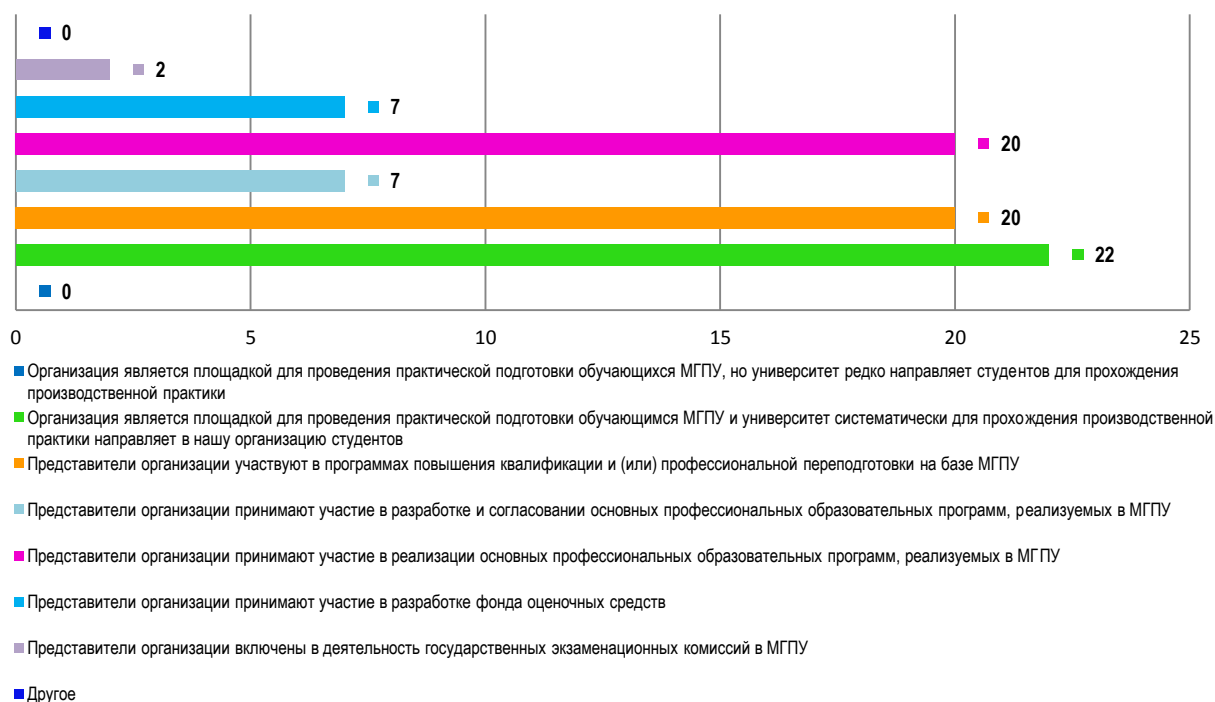 0
2
7
20
7
20
22
0
0 5 10 15 20 25
Организация является площадкой для проведения практической подготовки обучающихся МГПУ, но университет редко направляет студентов для прохождения
производственной практики
Организация является площадкой для проведения практической подготовки обучающимся МГПУ и университет систематически для прохождения производственной
практики направляет в нашу организацию студентов
Представители организации участвуют в программах повышения квалификации и (или) профессиональной переподготовки на базе МГПУ
Представители организации принимают участие в разработке и согласовании основных профессиональных образовательных программ, реализуемых в МГПУ
Представители организации принимают участие в реализации основных профессиональных образовательных программ, реализуемых в МГПУ
Представители организации принимают участие в разработке фонда оценочных средств
Представители организации включены в деятельность государственных экзаменационных комиссий в МГПУ
Другое